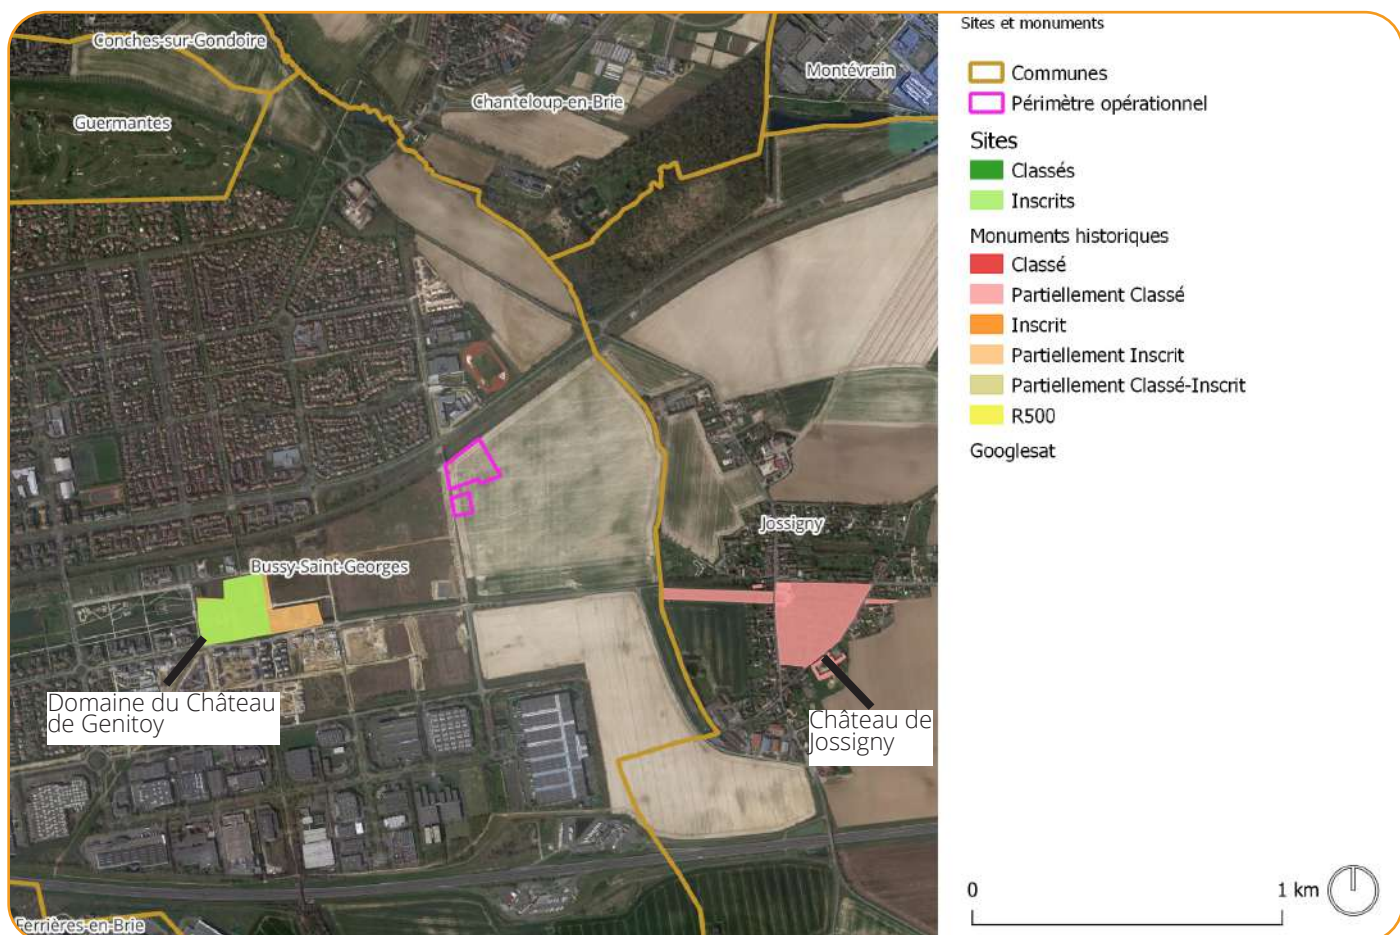 Conches-sur-Gondoire
Chanteloup-en-Brie
Montévrain
Guermantes
Bussy-Saint-Georges
Jossigny
Domaine du Château
de Genitoy
Château de
Jossigny
Ferrières-en-Brie
Sites et monuments
Communes
Périmètre opérationnel
Sites
Classés
Inscrits
Monuments historiques
Classé
Partiellement Classé
Inscrit
Partiellement Inscrit
Partiellement Classé-Inscrit
R500
Googlesat
0 1 km